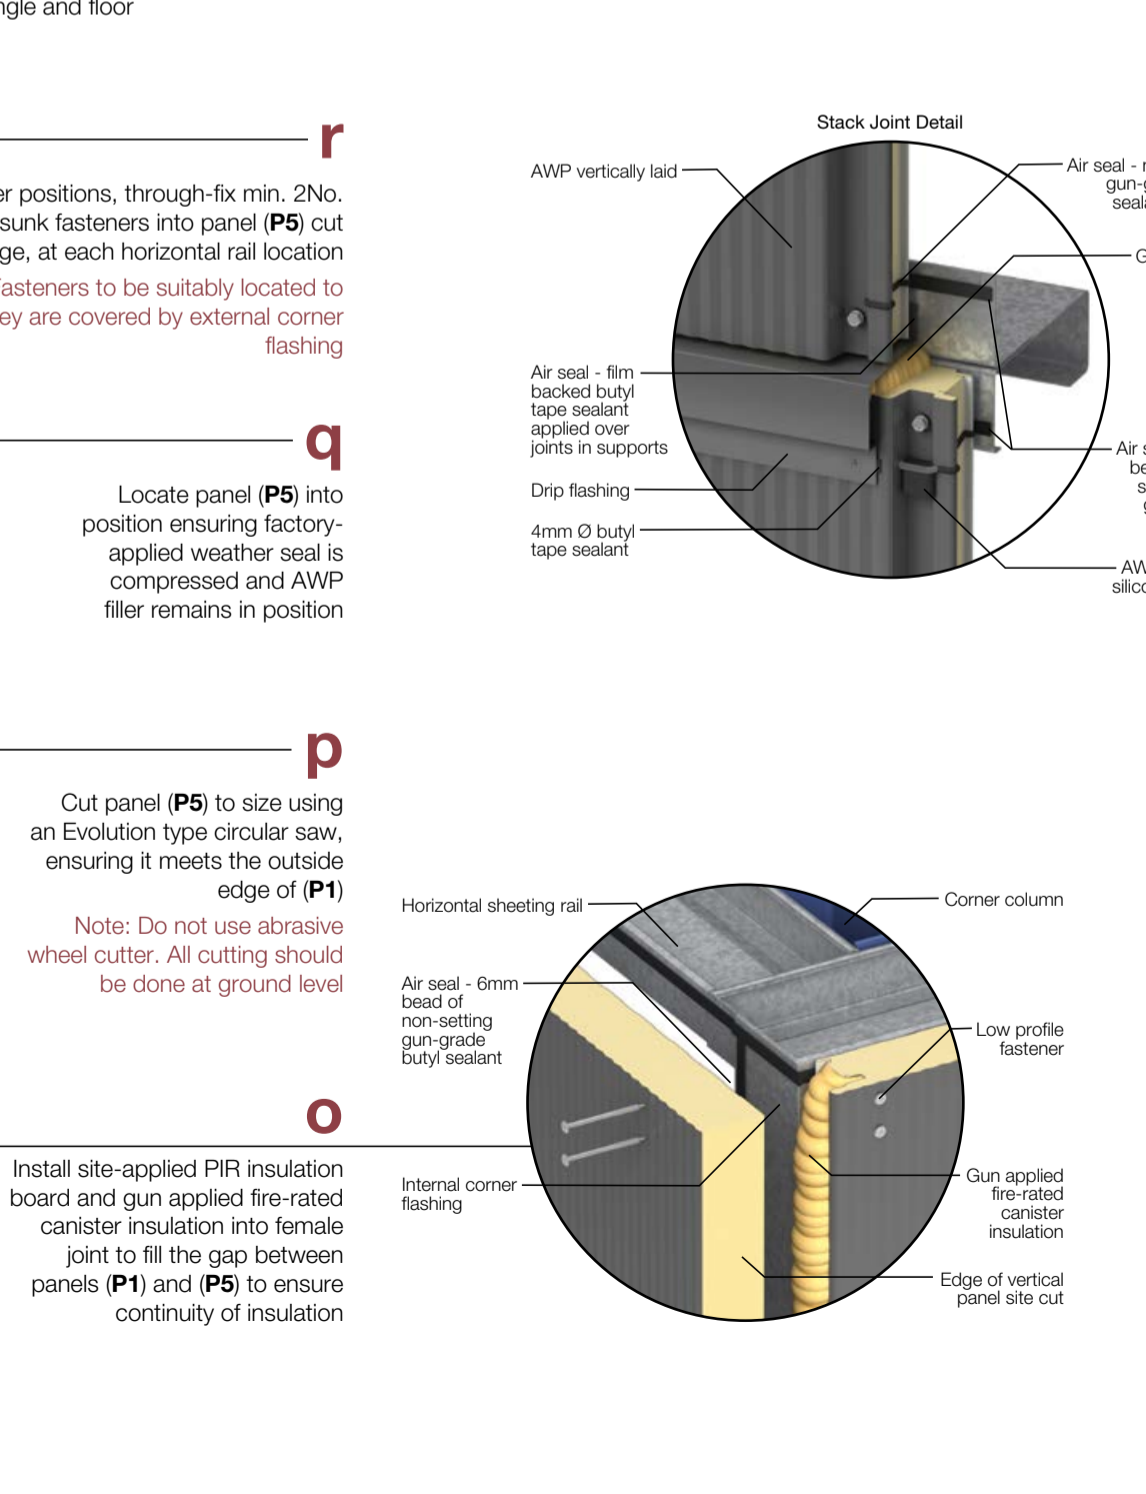 angle and floor
r
er positions, through-fix min. 2No.
sunk fasteners into panel (P5) cut
ge, at each horizontal rail location
fasteners to be suitably located to
ey are covered by external corner
flashing
q
Locate panel (P5) into
position ensuring factory-
applied weather seal is
compressed and AWP
filler remains in position
p
Cut panel (P5) to size using
an Evolution type circular saw,
ensuring it meets the outside
edge of (P1)
Note: Do not use abrasive
wheel cutter. All cutting should
be done at ground level
o
Install site-applied PIR insulation
board and gun applied fire-rated
canister insulation into female
joint to fill the gap between
panels (P1) and (P5) to ensure
continuity of insulation
Stack Joint Detail
AWP vertically laid
Air seal - film
backed butyl
tape sealant
applied over
joints in supports
Drip flashing
4mm Ø butyl
tape sealant
Air seal -
gun-g
seal
G
Air s
be
s
g
AW
silico
Horizontal sheeting rail
Air seal - 6mm
bead of
non-setting
gun-grade
butyl sealant
Internal corner
flashing
Corner column
Low profile
fastener
Gun applied
fire-rated
canister
insulation
Edge of vertical
panel site cut